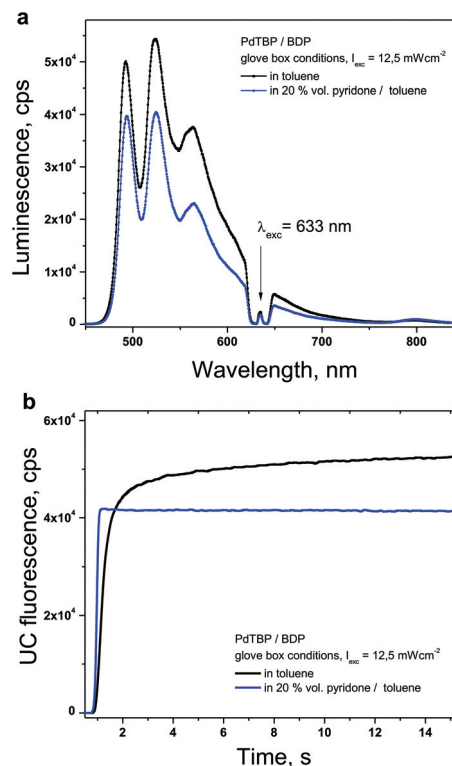 a
PdTBP / BDP
glove box conditions, I_exc = 12,5 mWcm⁻²
in toluene
in 20 % vol. pyridone / toluene
5x10⁴
4x10⁴
3x10⁴
2x10⁴
1x10⁴
0
Luminescence, cps
λ_exc = 633 nm
500 600 700 800
Wavelength, nm
b
6x10⁴
4x10⁴
2x10⁴
0
UC fluorescence, cps
PdTBP / BDP
glove box conditions, I_exc = 12,5 mWcm⁻²
in toluene
in 20 % vol. pyridone / toluene
2 4 6 8 10 12 14
Time, s